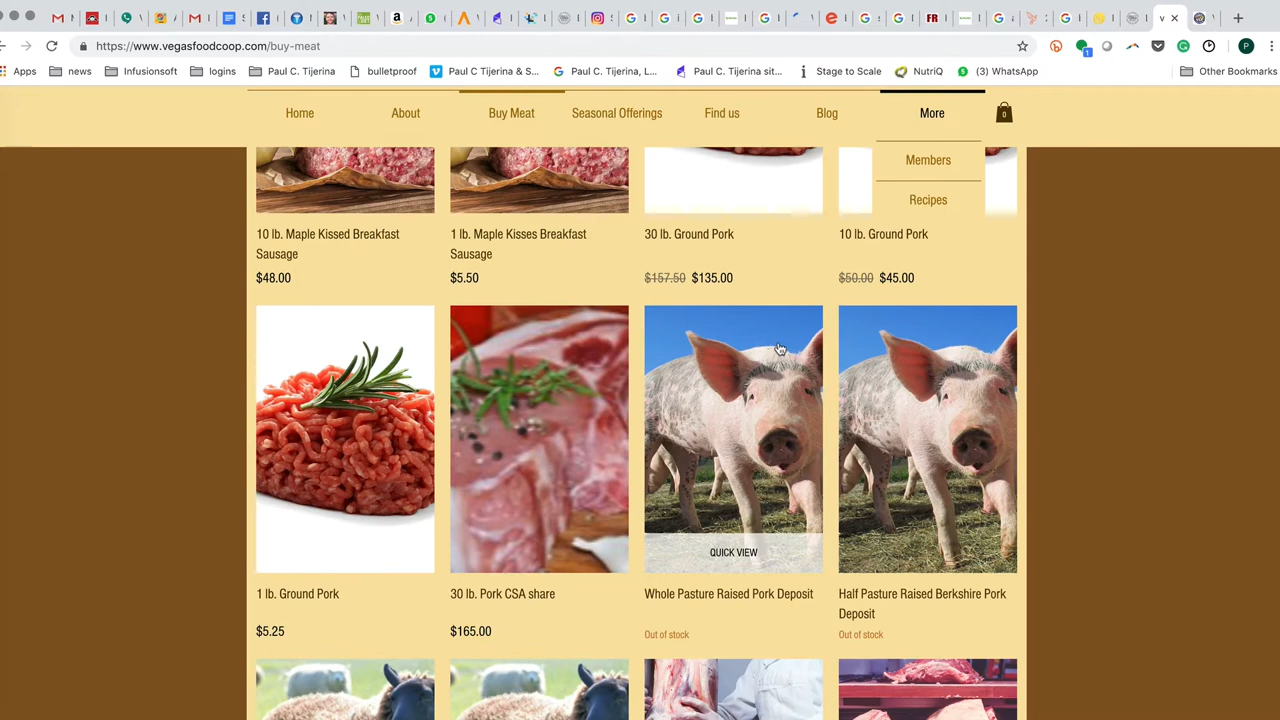 https://www.vegasfoodcoop.com/buy-meat
Apps news Infusionsoft logins Paul C. Tijerina bulletproof Paul C Tijerina & S... Paul C. Tijerina, L... Paul C. Tijerina sit... Stage to Scale NutriQ (3) WhatsApp Other Bookmarks
Home About Buy Meat Seasonal Offerings Find us Blog More 0
Members
Recipes
10 lb. Maple Kissed Breakfast
Sausage
$48.00
1 lb. Maple Kisses Breakfast
Sausage
$5.50
30 lb. Ground Pork
$157.50 $135.00
10 lb. Ground Pork
$50.00 $45.00
QUICK VIEW
1 lb. Ground Pork
$5.25
30 lb. Pork CSA share
$165.00
Whole Pasture Raised Pork Deposit
Out of stock
Half Pasture Raised Berkshire Pork
Deposit
Out of stock